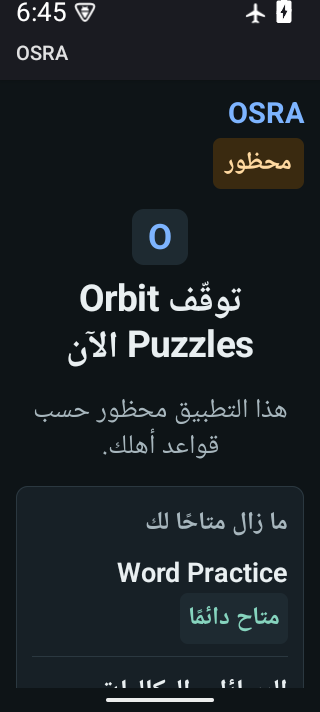 6:45
OSRA
OSRA
محظور
O
توقّف Orbit
Puzzles الآن
هذا التطبيق محظور حسب
قواعد أهلك.
ما زال متاحًا لك
Word Practice
متاح دائمًا